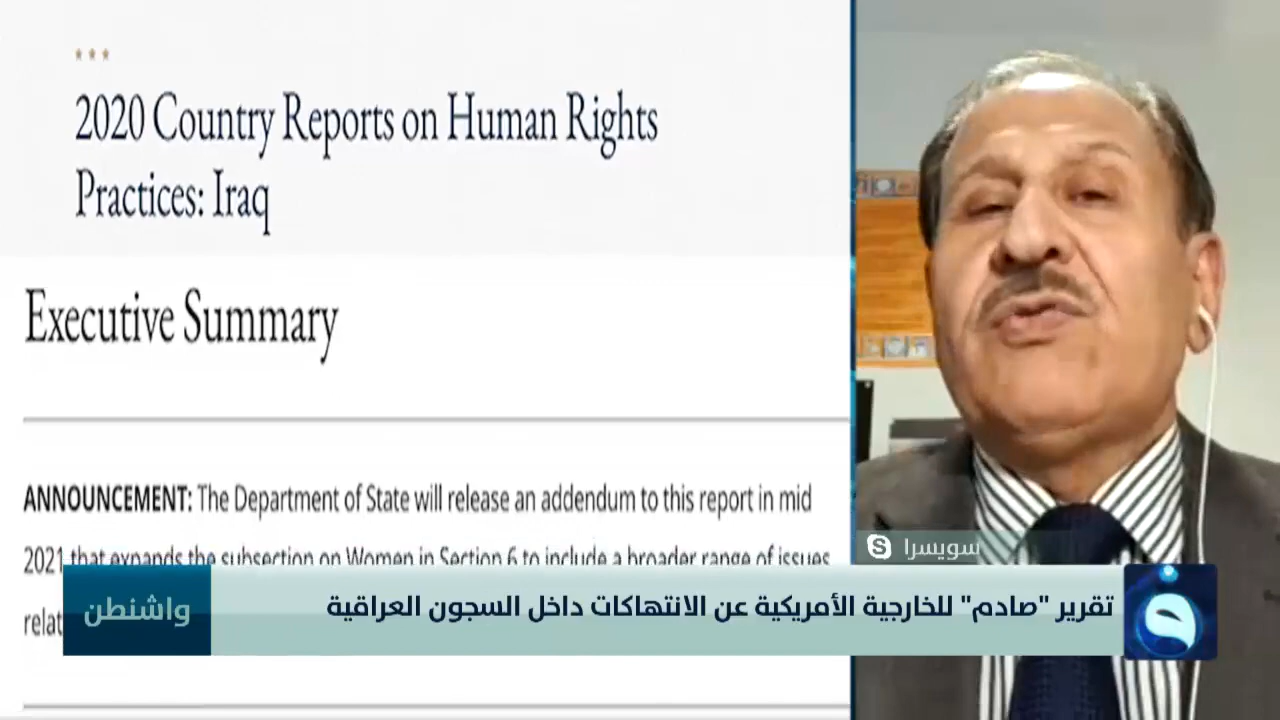 2020 Country Reports on Human Rights
Practices: Iraq
Executive Summary
ANNOUNCEMENT: The Department of State will release an addendum to this report in mid
2021 that expands the subsection on Women in Section 6 to include a broader range of issues
relat
سويسرا
تقرير "صادم" للخارجية الأمريكية عن الانتهاكات داخل السجون العراقية
واشنطن